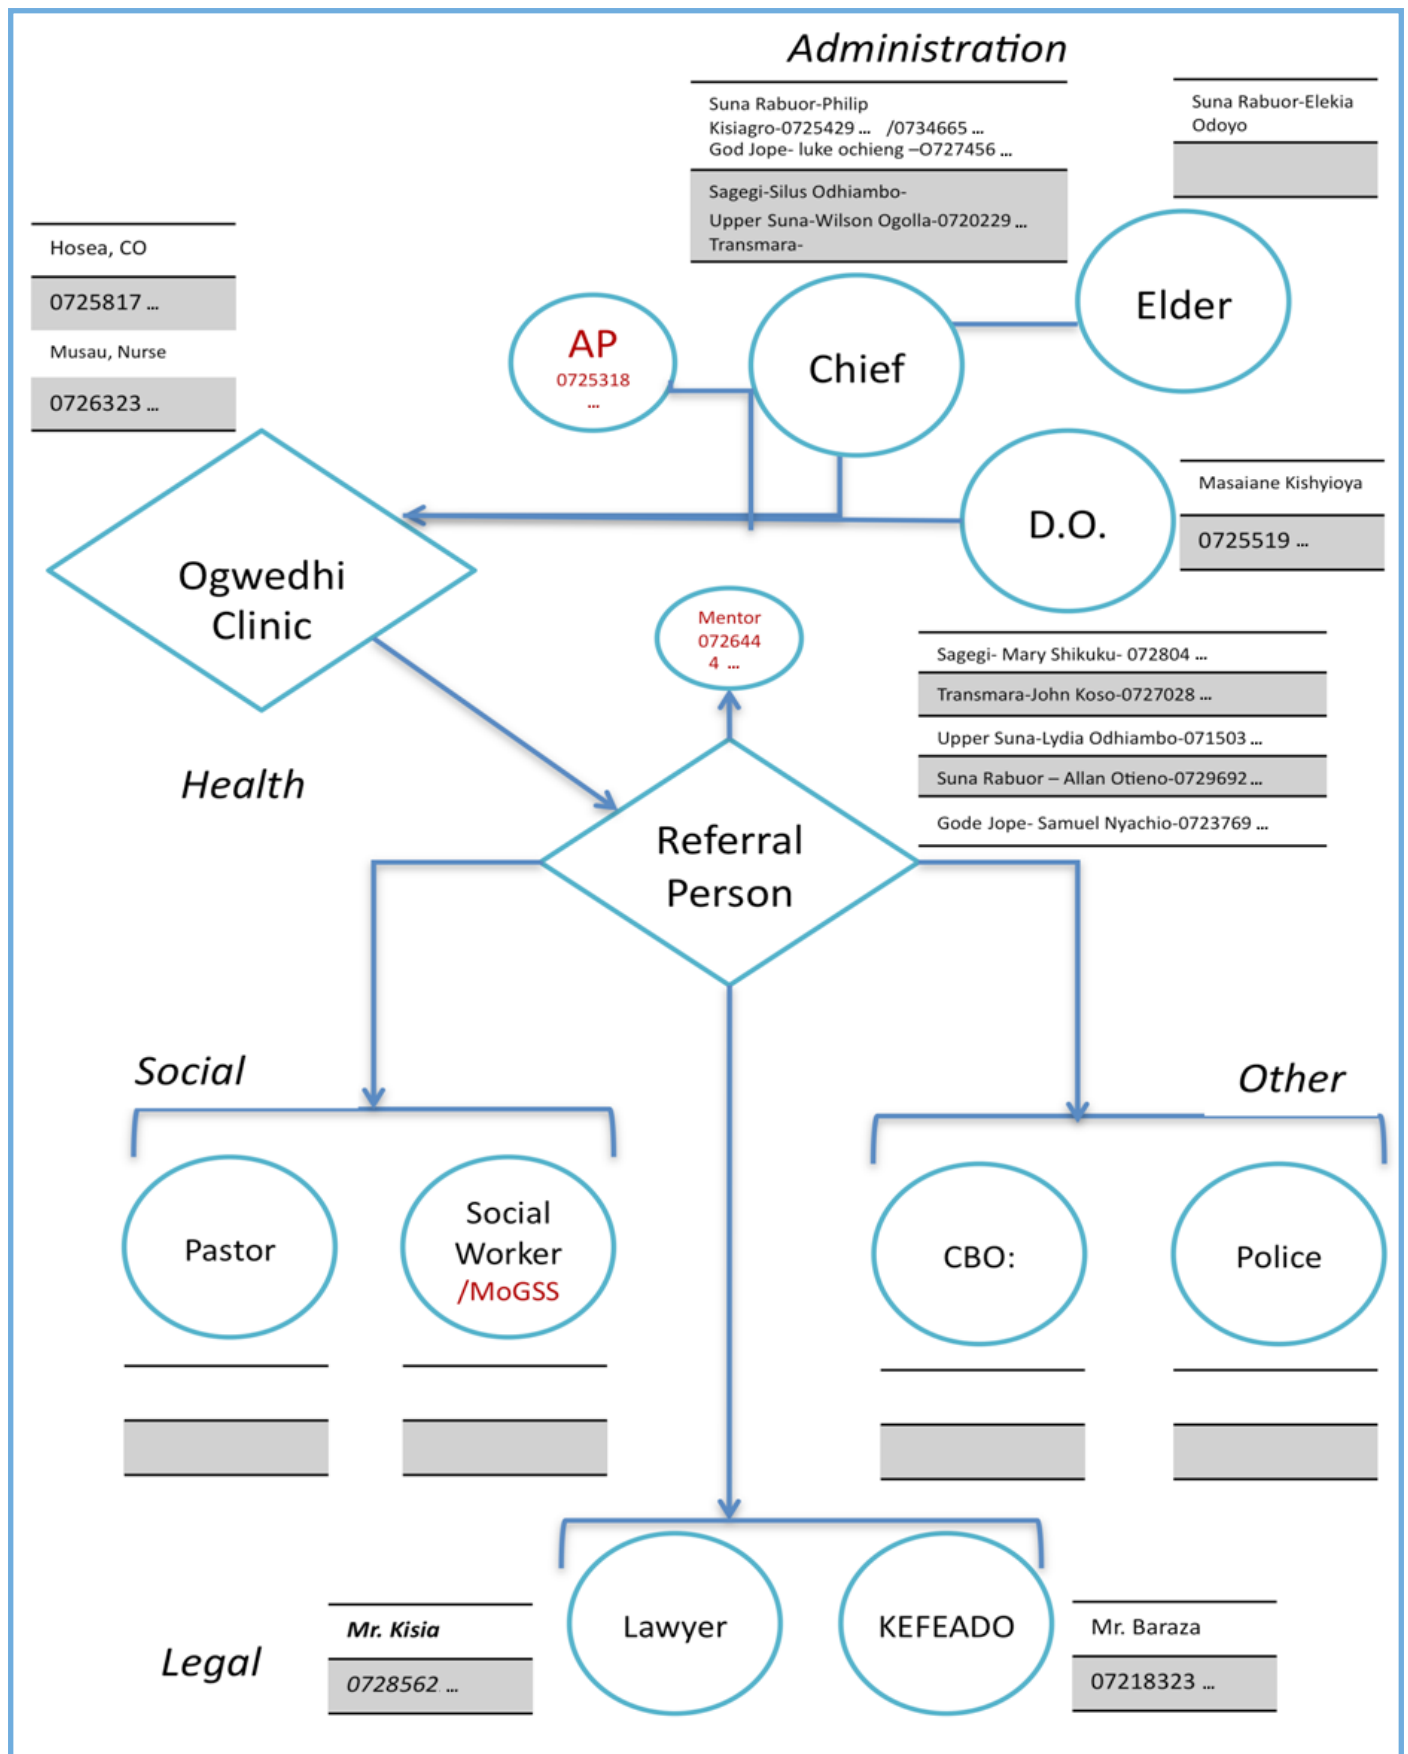 Administration
Suna Rabuor-Philip
Kisiagro-0725429 ... /0734665 ...
God Jope- luke ochieng –O727456 ...
Sagegi-Silus Odhiambo-
Upper Suna-Wilson Ogolla-0720229 ...
Transmara-
Suna Rabuor-Elekia
Odoyo
Hosea, CO
0725817 ...
Musau, Nurse
0726323 ...
AP
0725318
...
Chief
Elder
D.O.
Masaiane Kishyioya
0725519 ...
Ogwedhi
Clinic
Health
Mentor
072644
4 ...
Sagegi- Mary Shikuku- 072804 ...
Transmara-John Koso-0727028 ...
Upper Suna-Lydia Odhiambo-071503 ...
Suna Rabuor – Allan Otieno-0729692 ...
Gode Jope- Samuel Nyachio-0723769 ...
Referral
Person
Social
Other
Pastor
Social
Worker
/MoGSS
CBO:
Police
Legal
Mr. Kisia
0728562. ...
Lawyer
KEFEADO
Mr. Baraza
07218323 ...